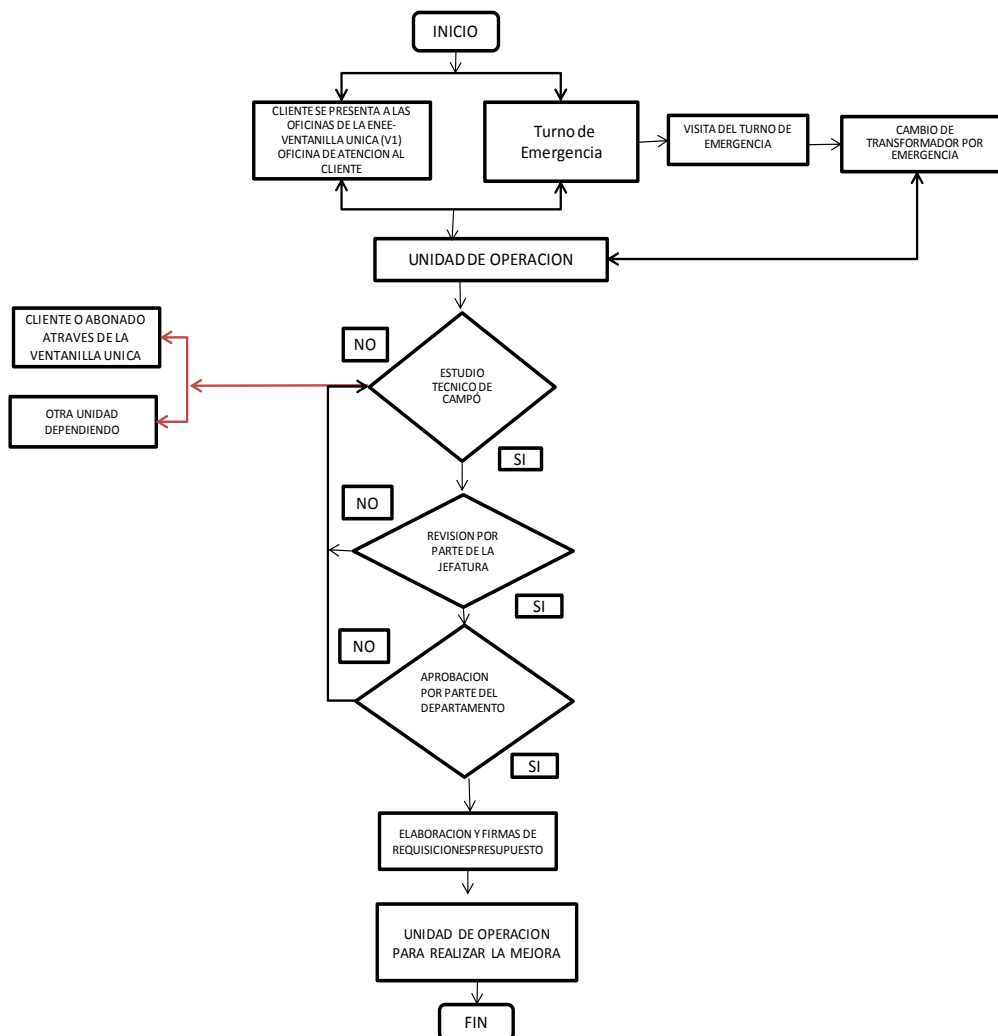 INICIO
CLIENTE SE PRESENTA A LAS
OFICINAS DE LA ENEE-
VENTANILLA UNICA (V1)
OFICINA DE ATENCION AL
CLIENTE
Turno de
Emergencia
VISITA DEL TURNO DE
EMERGENCIA
CAMBIO DE
TRANSFORMADOR POR
EMERGENCIA
UNIDAD DE OPERACION
CLIENTE O ABONADO
ATRAVES DE LA
VENTANILLA UNICA
OTRA UNIDAD
DEPENDIENDO
NO
ESTUDIO
TECNICO DE
CAMPÓ
SI
NO
REVISION POR
PARTE DE LA
JEFATURA
SI
NO
APROBACION
POR PARTE DEL
DEPARTAMENTO
SI
ELABORACION Y FIRMAS DE
REQUISICIONESPRESUPUESTO
UNIDAD DE OPERACION
PARA REALIZAR LA MEJORA
FIN